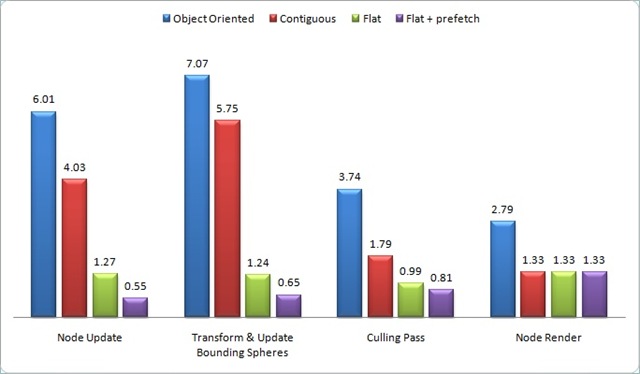 Object Oriented
Contiguous
Flat
Flat + prefetch
6.01
4.03
1.27
0.55
7.07
5.75
1.24
0.65
3.74
1.79
0.99
0.81
2.79
1.33
1.33
1.33
Node Update
Transform & Update
Bounding Spheres
Culling Pass
Node Render